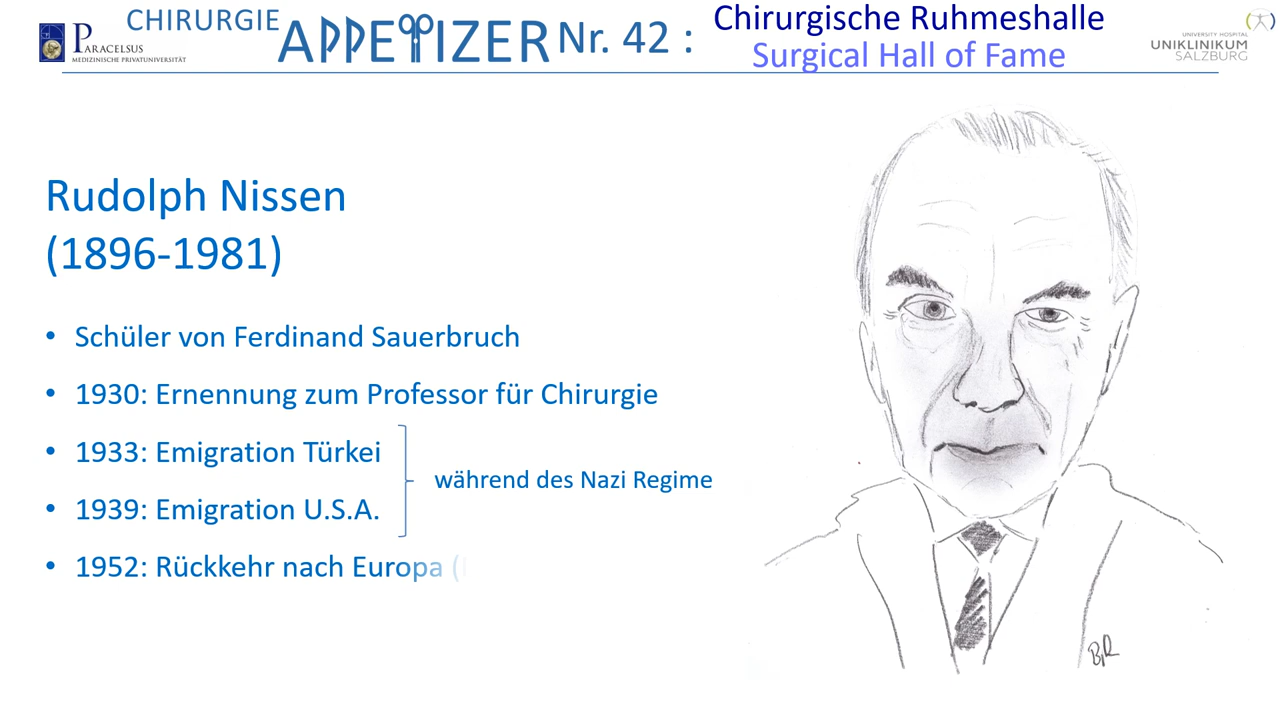 CHIRURGIE
APPETIZER Nr. 42 :
Chirurgische Ruhmeshalle
Surgical Hall of Fame
PARACELSUS
MEDIZINISCHE PRIVATUNIVERSITÄT
UNIVERSITY HOSPITAL
UNIKLINIKUM
SALZBURG
Rudolph Nissen
(1896-1981)
• Schüler von Ferdinand Sauerbruch
• 1930: Ernennung zum Professor für Chirurgie
• 1933: Emigration Türkei
während des Nazi Regime
• 1939: Emigration U.S.A.
• 1952: Rückkehr nach Europa (